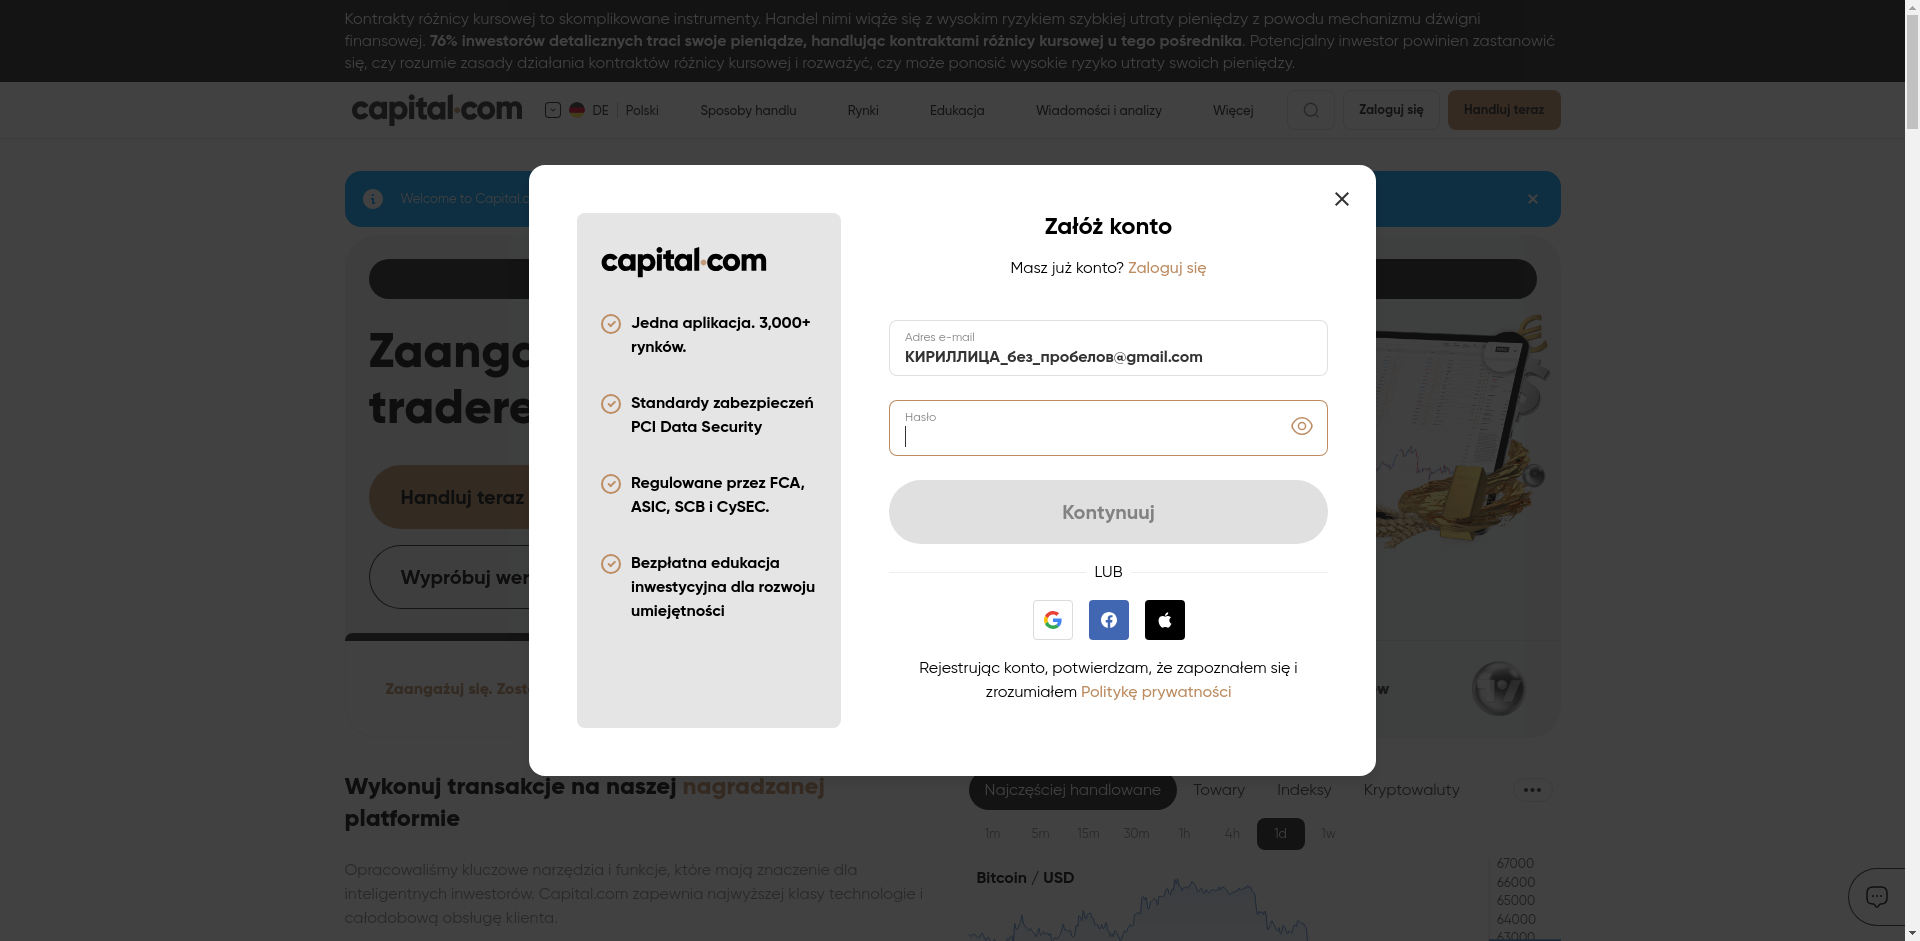 Kontrakty różnicy kursowej to skomplikowane instrumenty. Handel nimi wiąże się z wysokim ryzykiem szybkiej utraty pieniędzy z powodu mechanizmu dźwigni
finansowej. 76% inwestorów detalicznych traci swoje pieniądze, handlując kontraktami różnicy kursowej u tego pośrednika. Potencjalny inwestor powinien zastanowić
się, czy rozumie zasady działania kontraktów różnicy kursowej i rozważyć, czy może ponosić wysokie ryzyko utraty swoich pieniędzy.
capital.com DE Polski Sposoby handlu Rynki Edukacja Wiadomości i analizy Więcej Zaloguj się Handluj teraz
Welcome to Capital.c
Zaanga
tradere
Handluj teraz
Wypróbuj wer
Zaangażuj się. Zost
capital.com
Jedna aplikacja. 3,000+
rynków.
Standardy zabezpieczeń
PCI Data Security
Regulowane przez FCA,
ASIC, SCB i CySEC.
Bezpłatna edukacja
inwestycyjna dla rozwoju
umiejętności
Załóż konto
Masz już konto? Zaloguj się
Adres e-mail
КИРИЛЛИЦА_без_пробелов@gmail.com
Hasło
Kontynuuj
LUB
Rejestrując konto, potwierdzam, że zapoznałem się i
zrozumiałem Politykę prywatności
Wykonuj transakcje na naszej nagradzanej
platformie
Opracowaliśmy kluczowe narzędzia i funkcje, które mają znaczenie dla
inteligentnych inwestorów. Capital.com zapewnia najwyższej klasy technologie i
całodobową obsługę klienta.
Najczęściej handlowane Towary Indeksy Kryptowaluty
1m 5m 15m 30m 1h 4h 1d 1w
Bitcoin / USD
67000
66000
65000
64000
63000